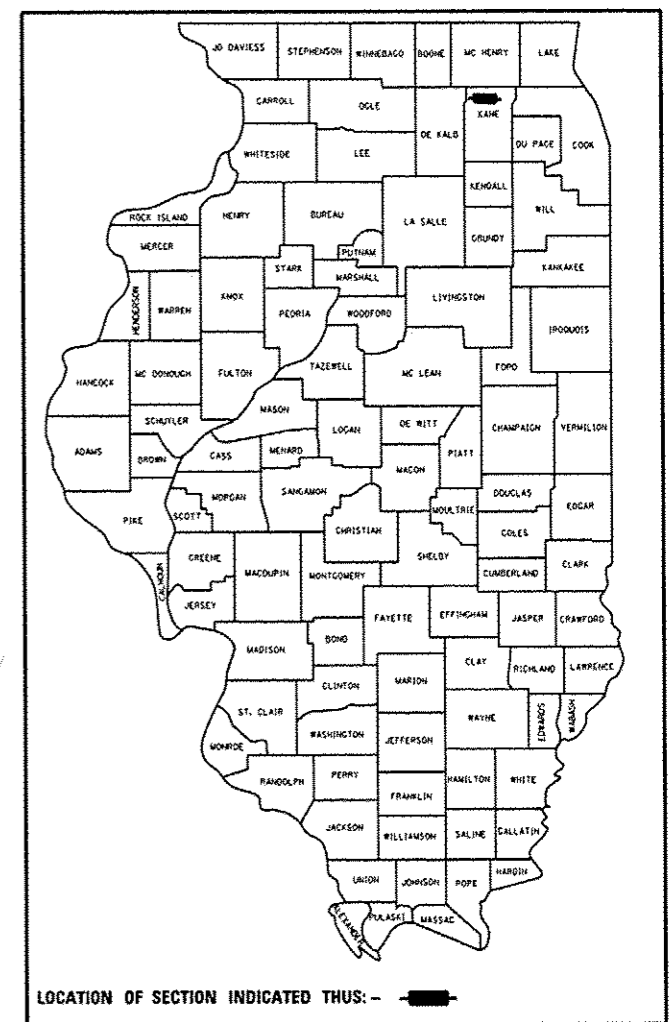 JO DAVIESS STEPHENSON WINNEBAGO BOONE MC HENRY LAKE
CARROLL OGLE DE KALB KANE DU PAGE COOK
WHITESIDE LEE KENDALL WILL
ROCK ISLAND HENRY BUREAU LA SALLE GRUNDY
MERCER PUTNAM KANKAKEE
STARK MARSHALL
HENDERSON WARREN KNOX PEORIA WOODFORD LIVINGSTON IROQUOIS
HANCOCK MC DONOUGH FULTON TAZEWELL MC LEAN FORD
MASON
SCHUYLER LOGAN DE WITT CHAMPAIGN VERMILION
ADAMS BROWN CASS MENARD MACON PIATT
MORGAN SANGAMON DOUGLAS EDGAR
PIKE SCOTT CHRISTIAN MOULTRIE COLES
CALHOUN GREENE MACOUPIN MONTGOMERY SHELBY CUMBERLAND CLARK
JERSEY FAYETTE EFFINGHAM JASPER CRAWFORD
MADISON BOND CLAY RICHLAND LAWRENCE
CLINTON MARION
ST. CLAIR WASHINGTON JEFFERSON WAYNE EDWARDS WABASH
MONROE
RANDOLPH PERRY FRANKLIN HAMILTON WHITE
JACKSON WILLIAMSON SALINE GALLATIN
UNION JOHNSON POPE HARDIN
ALEXANDER PULASKI MASSAC
LOCATION OF SECTION INDICATED THUS: -